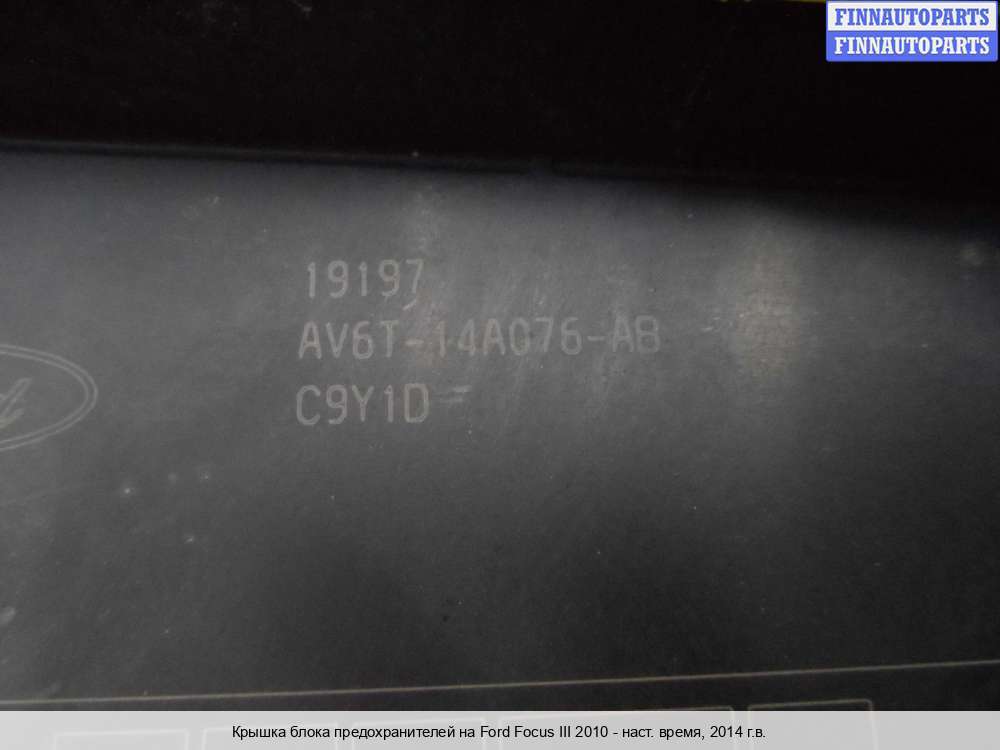 FINNAUTOPARTS
FINNAUTOPARTS
19197
AV6T-14A076-AB
C9Y1D
Крышка блока предохранителей на Ford Focus III 2010 - наст. время, 2014 г.в.